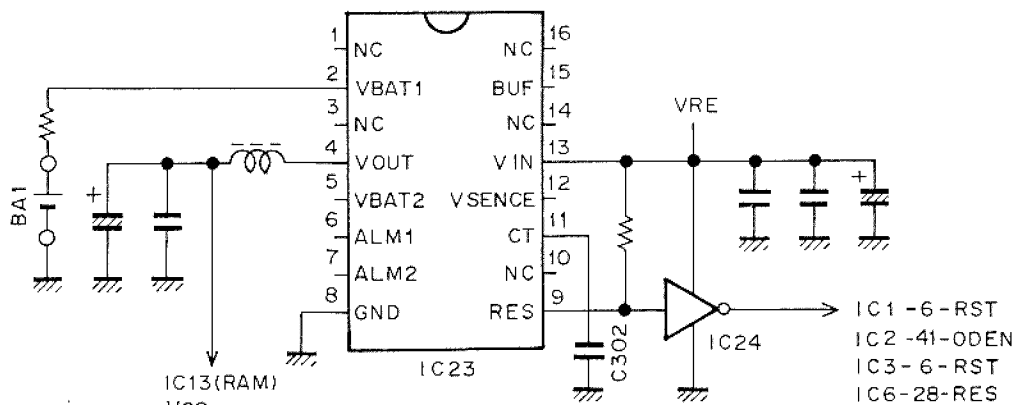 1 NC
2 VBAT1
3 NC
4 VOUT
5 VBAT2
6 ALM1
7 ALM2
8 GND
16 NC
15 BUF
14 NC
13 VIN
12 VSENCE
11 CT
10 NC
9 RES
IC23
BA1
+
IC13(RAM)
VRE
+
C302
IC24
IC1-6-RST
IC2-41-ODEN
IC3-6-RST
IC6-28-RES